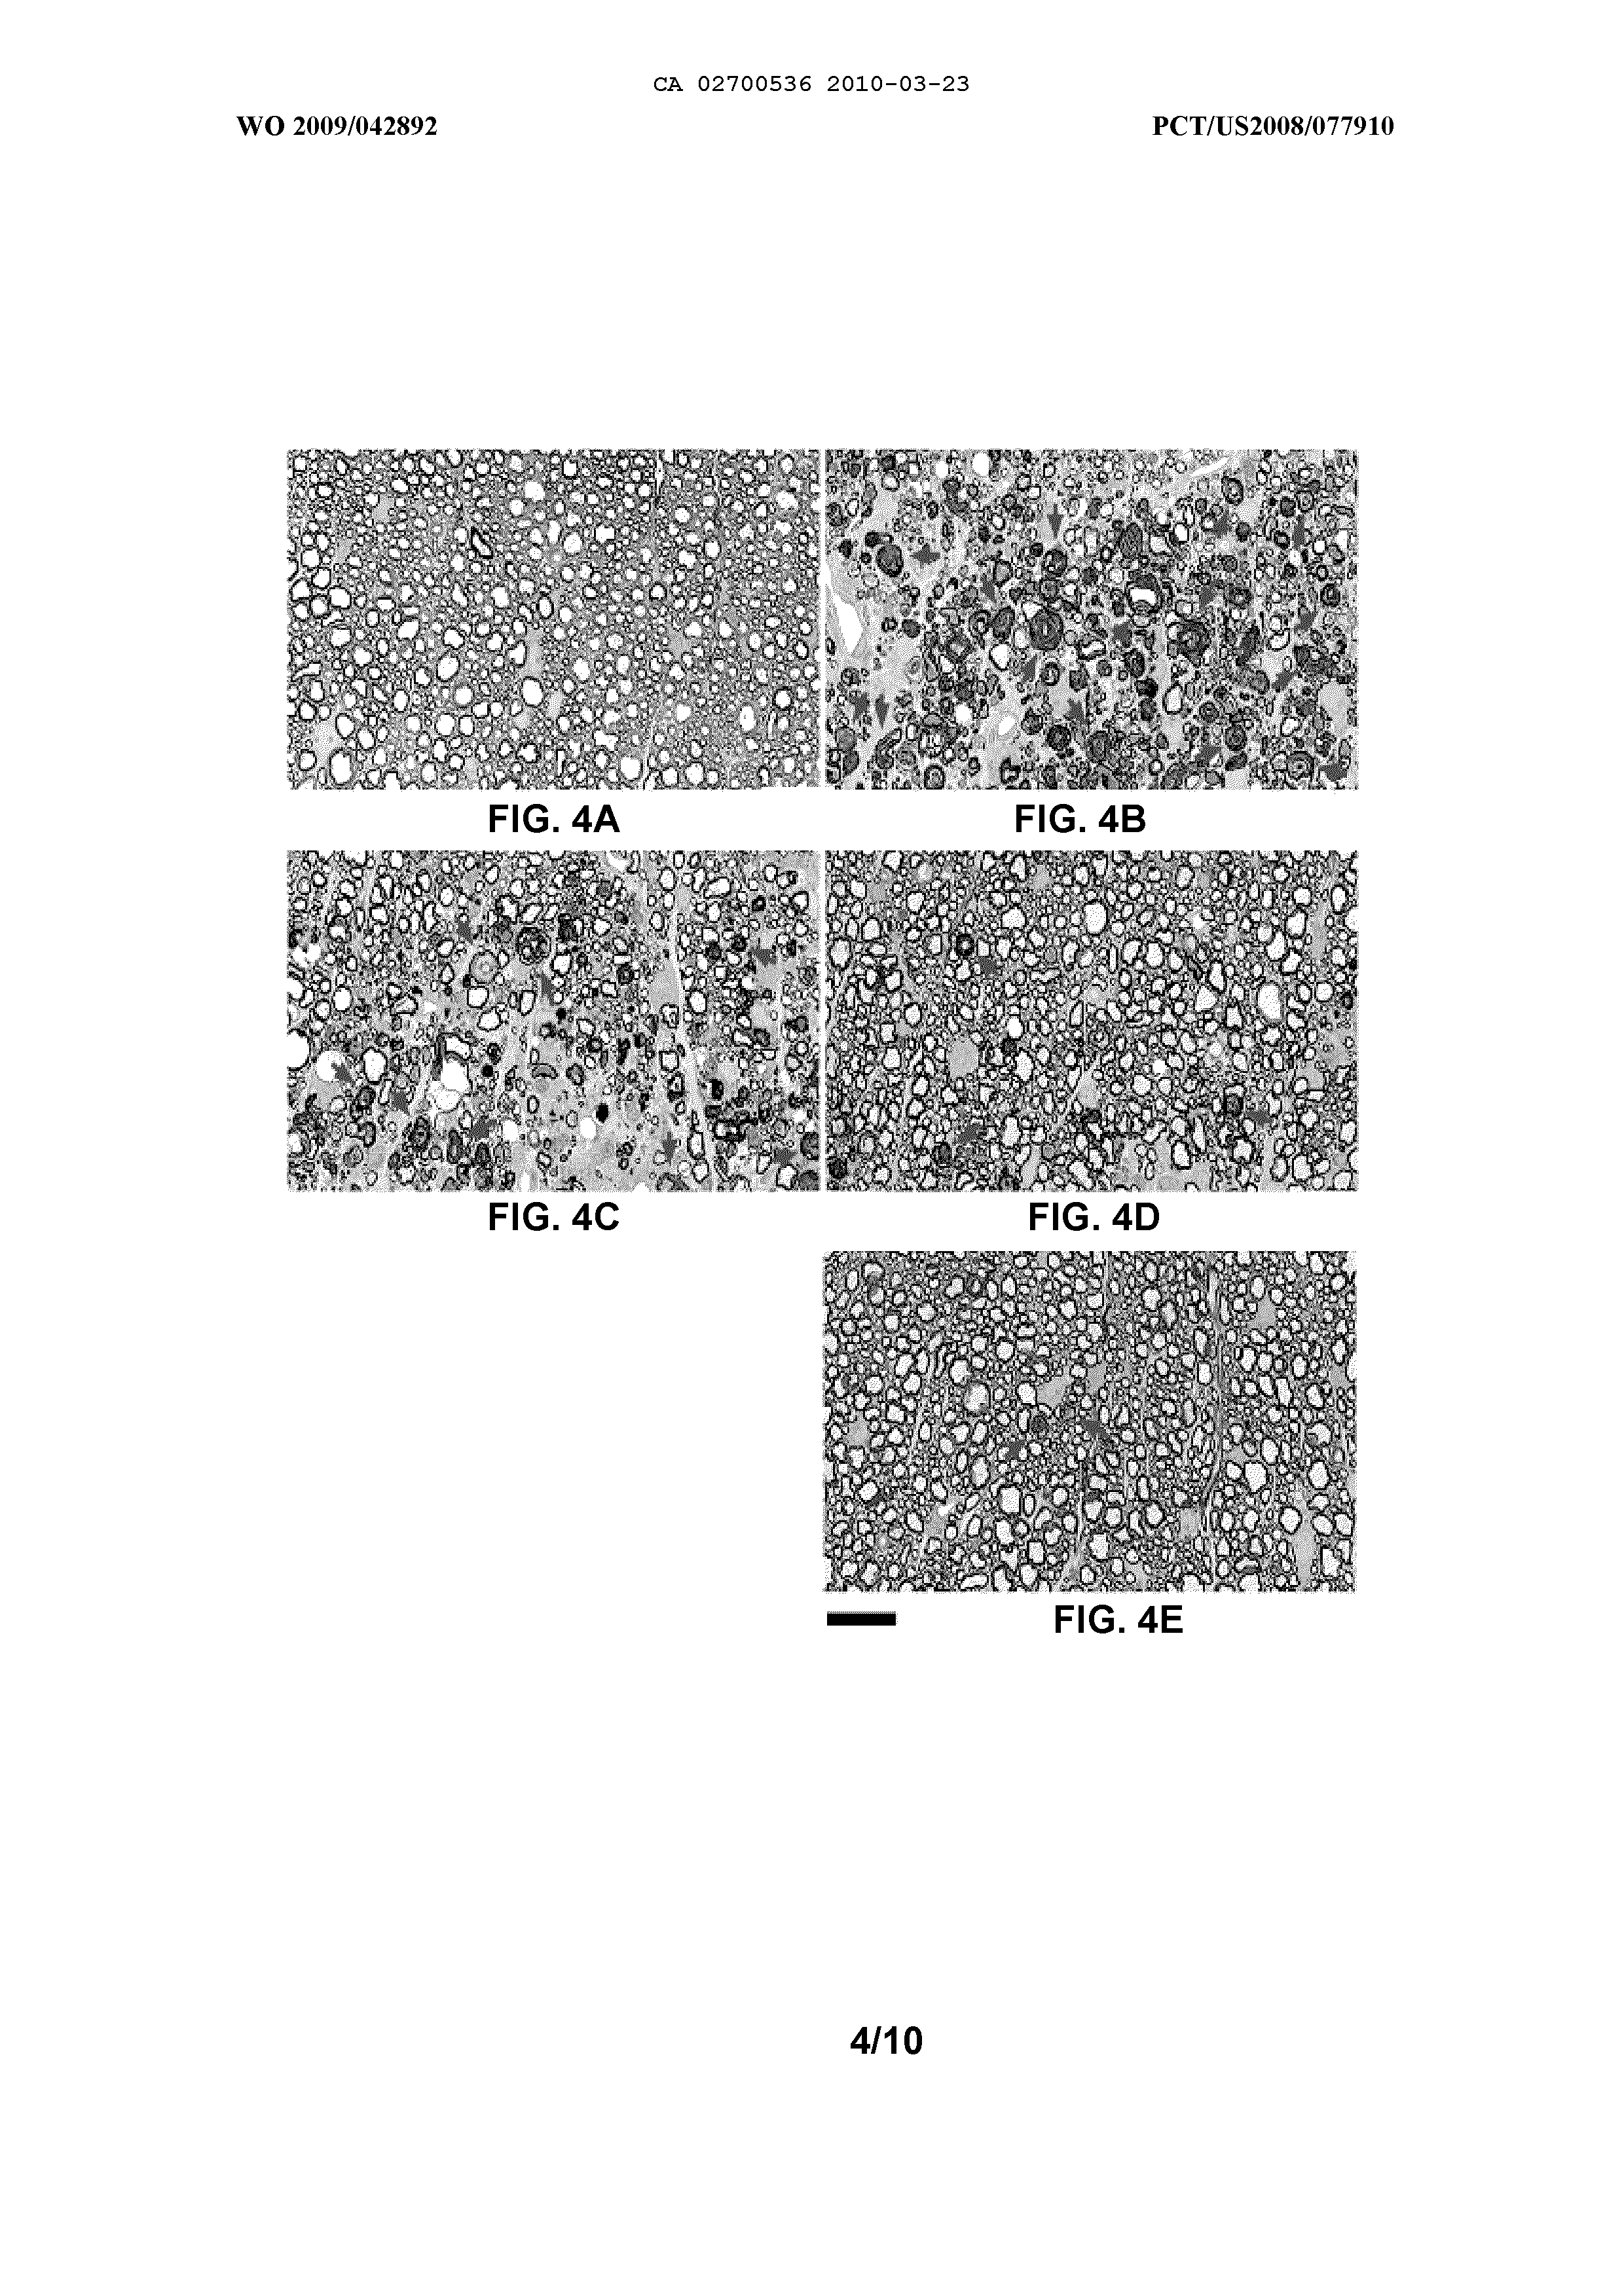 CA 02700536 2010-03-23
WO 2009/042892 PCT/US2008/077910
FIG. 4A FIG. 4B
FIG. 4C FIG. 4D
FIG. 4E
4/10